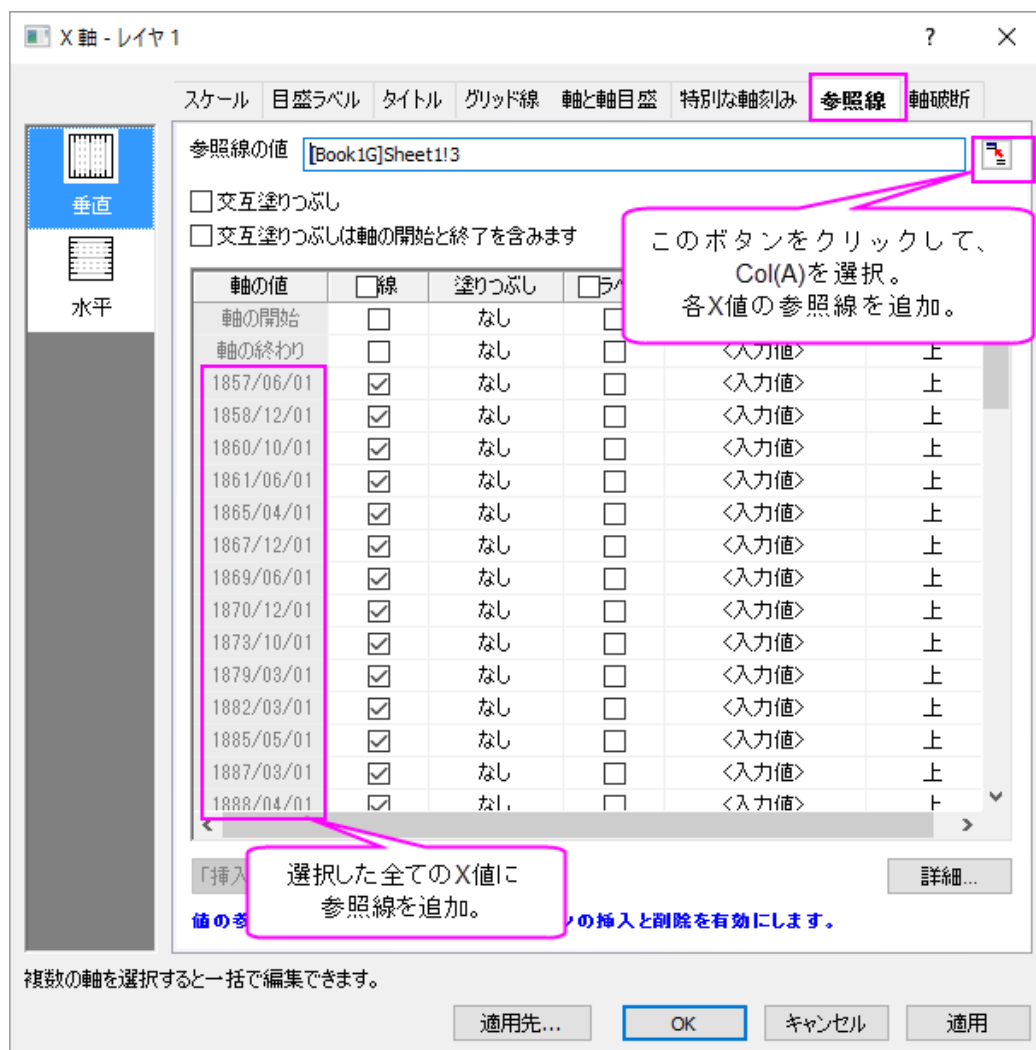 X 軸 - レイヤ 1
?
スケール 目盛ラベル タイトル グリッド線 軸と軸目盛 特別な軸刻み 参照線 軸破断
垂直
水平
参照線の値 [Book1G]Sheet1!3
交互塗りつぶし
交互塗りつぶしは軸の開始と終了を含みます
このボタンをクリックして、
Col(A)を選択。
各X値の参照線を追加。
軸の値 線 塗りつぶし
軸の開始 なし
軸の終わり なし <入力値> 上
1857/06/01 なし <入力値> 上
1858/12/01 なし <入力値> 上
1860/10/01 なし <入力値> 上
1861/06/01 なし <入力値> 上
1865/04/01 なし <入力値> 上
1867/12/01 なし <入力値> 上
1869/06/01 なし <入力値> 上
1870/12/01 なし <入力値> 上
1873/10/01 なし <入力値> 上
1879/03/01 なし <入力値> 上
1882/03/01 なし <入力値> 上
1885/05/01 なし <入力値> 上
1887/03/01 なし <入力値> 上
1888/04/01 なし <入力値> 上
選択した全てのX値に
参照線を追加。
「挿入 詳細...
値の参 の挿入と削除を有効にします。
複数の軸を選択すると一括で編集できます。
適用先... OK キャンセル 適用